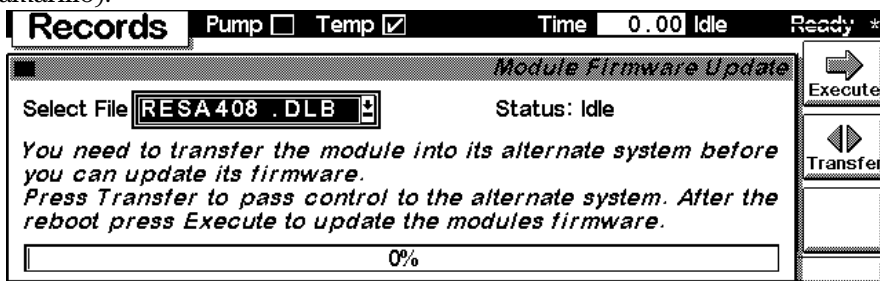 amarillo).
Records Pump Temp Time 0.00 Idle Ready *
Module Firmware Update
Execute
Select File RESA408 .DLB Status: Idle
You need to transfer the module into its alternate system before
you can update its firmware.
Transfer
Press Transfer to pass control to the alternate system. After the
reboot press Execute to update the modules firmware.
0%